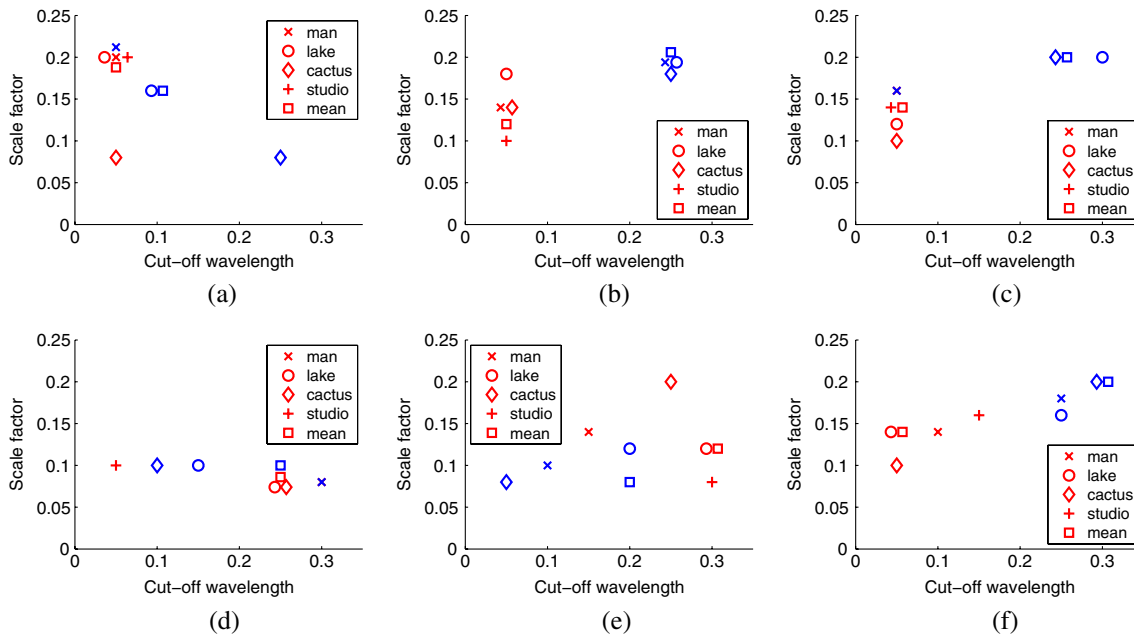 0.25
0.2
0.15
0.1
0.05
0
Scale factor
0 0.1 0.2 0.3
Cut-off wavelength
man
lake
cactus
studio
mean
(a)
0.25
0.2
0.15
0.1
0.05
0
Scale factor
0 0.1 0.2 0.3
Cut-off wavelength
man
lake
cactus
studio
mean
(b)
0.25
0.2
0.15
0.1
0.05
0
Scale factor
0 0.1 0.2 0.3
Cut-off wavelength
man
lake
cactus
studio
mean
(c)
0.25
0.2
0.15
0.1
0.05
0
Scale factor
0 0.1 0.2 0.3
Cut-off wavelength
man
lake
cactus
studio
mean
(d)
0.25
0.2
0.15
0.1
0.05
0
Scale factor
0 0.1 0.2 0.3
Cut-off wavelength
man
lake
cactus
studio
mean
(e)
0.25
0.2
0.15
0.1
0.05
0
Scale factor
0 0.1 0.2 0.3
Cut-off wavelength
man
lake
cactus
studio
mean
(f)